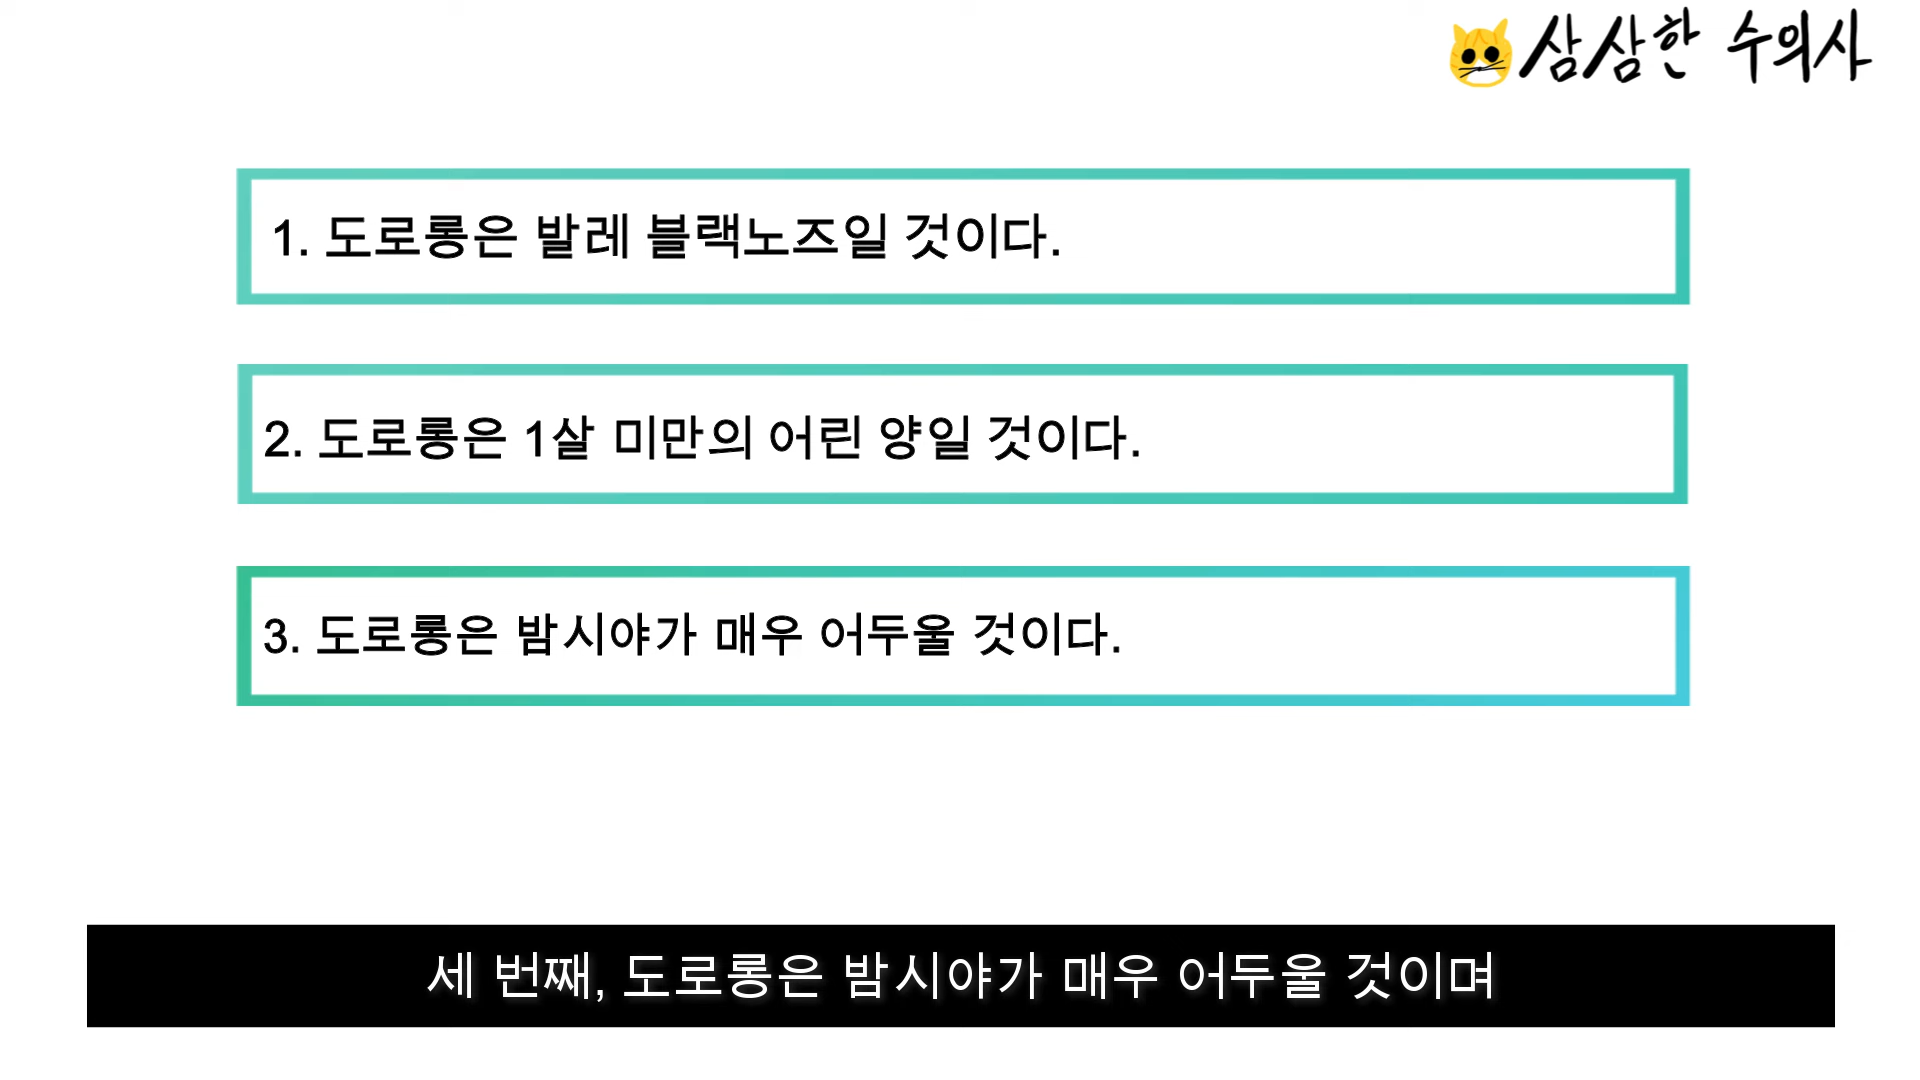 삼삼한 수의사
1. 도로롱은 발레 블랙노즈일 것이다.
2. 도로롱은 1살 미만의 어린 양일 것이다.
3. 도로롱은 밤시야가 매우 어두울 것이다.
세 번째, 도로롱은 밤시야가 매우 어두울 것이며